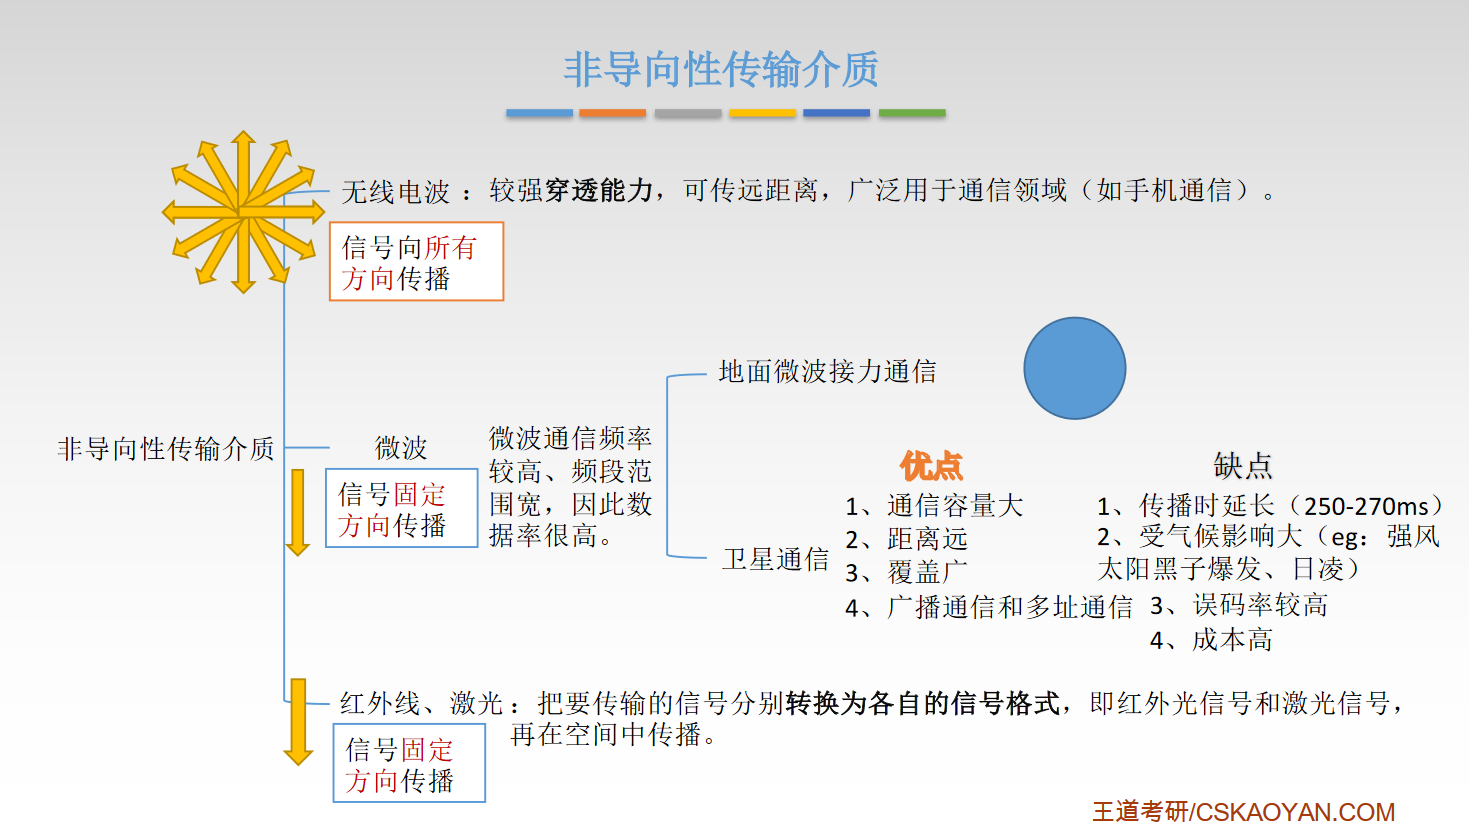 非导向性传输介质
无线电波 ：较强穿透能力，可传远距离，广泛用于通信领域（如手机通信）。
信号向所有
方向传播
非导向性传输介质
微波
信号固定
方向传播
微波通信频率
较高、频段范
围宽，因此数
据率很高。
地面微波接力通信
卫星通信
优点
1、通信容量大
2、距离远
3、覆盖广
4、广播通信和多址通信
缺点
1、传播时延长（250-270ms）
2、受气候影响大（eg：强风
太阳黑子爆发、日凌）
3、误码率较高
4、成本高
红外线、激光 ：把要传输的信号分别转换为各自的信号格式，即红外光信号和激光信号，
再在空间中传播。
信号固定
方向传播
王道考研/CSKAOYAN.COM